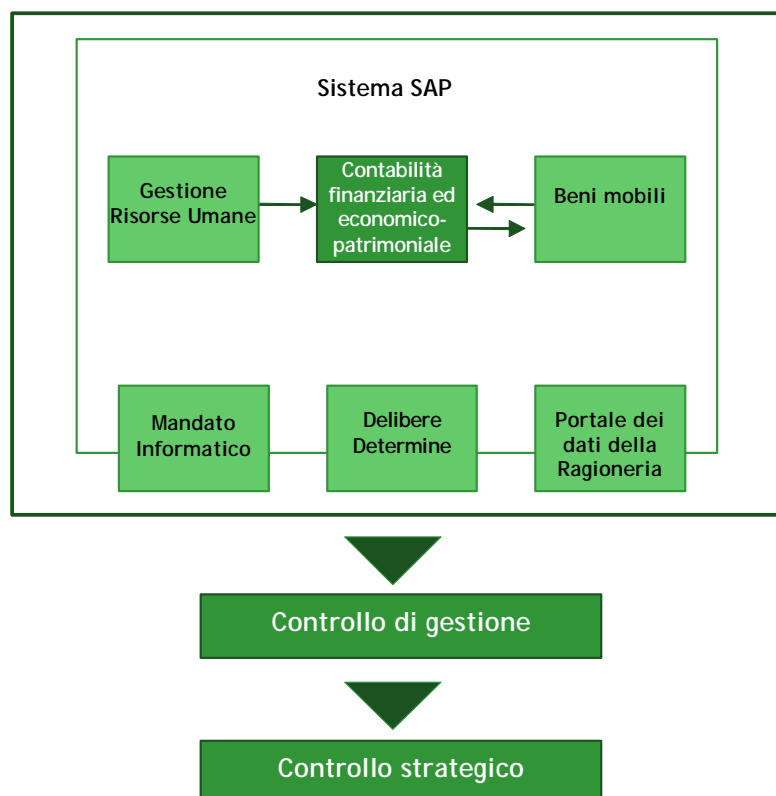 Sistema SAP
Gestione
Risorse Umane
Contabilità
finanziaria ed
economico-
patrimoniale
Beni mobili
Mandato
Informatico
Delibere
Determine
Portale dei
dati della
Ragioneria
Controllo di gestione
Controllo strategico